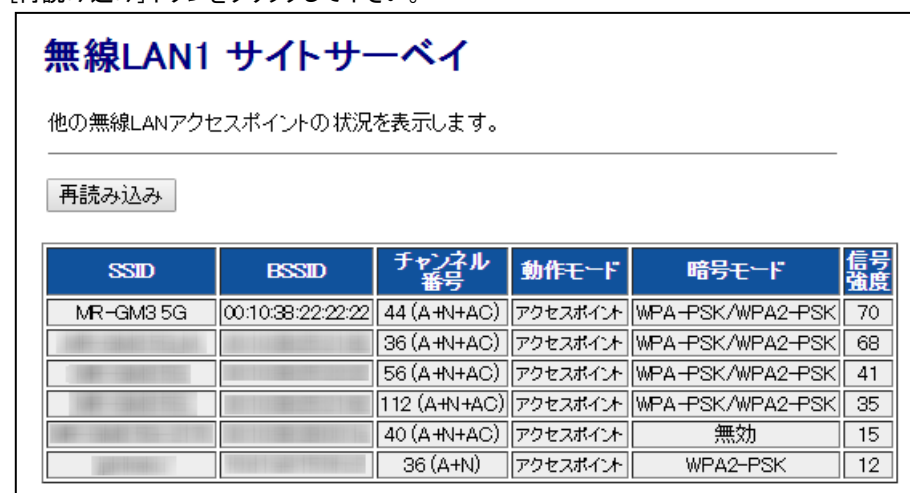 [再読み込み]ボタンをクリックして下さい。
無線LAN1 サイトサーベイ
他の無線LANアクセスポイントの状況を表示します。
再読み込み
SSID BSSID チャンネル番号 動作モード 暗号モード 信号強度
MR-GM3 5G 00:10:38:22:22:22 44 (A+N+AC) アクセスポイント WPA-PSK/WPA2-PSK 70
36 (A+N+AC) アクセスポイント WPA-PSK/WPA2-PSK 68
56 (A+N+AC) アクセスポイント WPA-PSK/WPA2-PSK 41
112 (A+N+AC) アクセスポイント WPA-PSK/WPA2-PSK 35
40 (A+N+AC) アクセスポイント 無効 15
36 (A+N) アクセスポイント WPA2-PSK 12